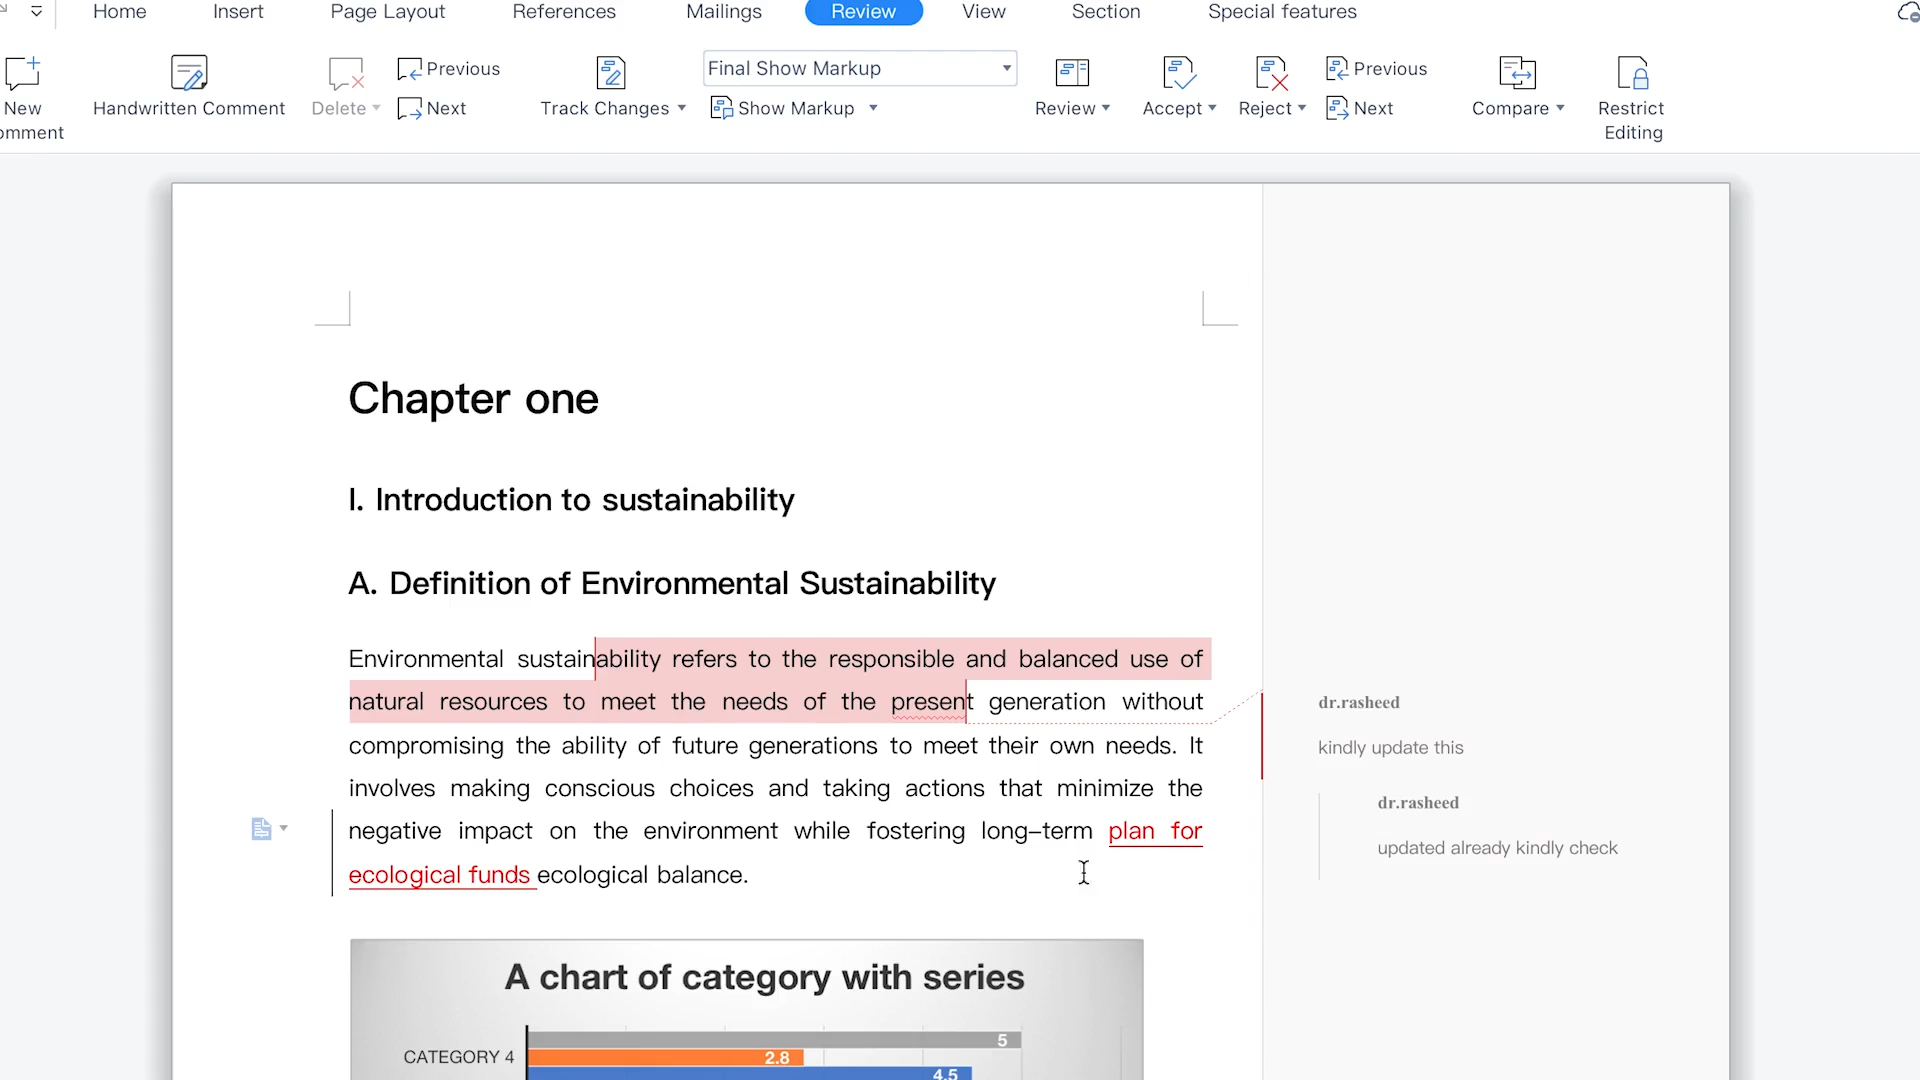 Home Insert Page Layout References Mailings Review View Section Special features
New
omment
Handwritten Comment
Delete
Previous
Next
Track Changes
Final Show Markup
Show Markup
Review
Accept
Reject
Previous
Next
Compare
Restrict
Editing
Chapter one
I. Introduction to sustainability
A. Definition of Environmental Sustainability
Environmental sustainability refers to the responsible and balanced use of
natural resources to meet the needs of the present generation without
compromising the ability of future generations to meet their own needs. It
involves making conscious choices and taking actions that minimize the
negative impact on the environment while fostering long–term plan for
ecological funds ecological balance.
dr.rasheed
kindly update this
dr.rasheed
updated already kindly check
A chart of category with series
5
CATEGORY 4
2.8
4.5